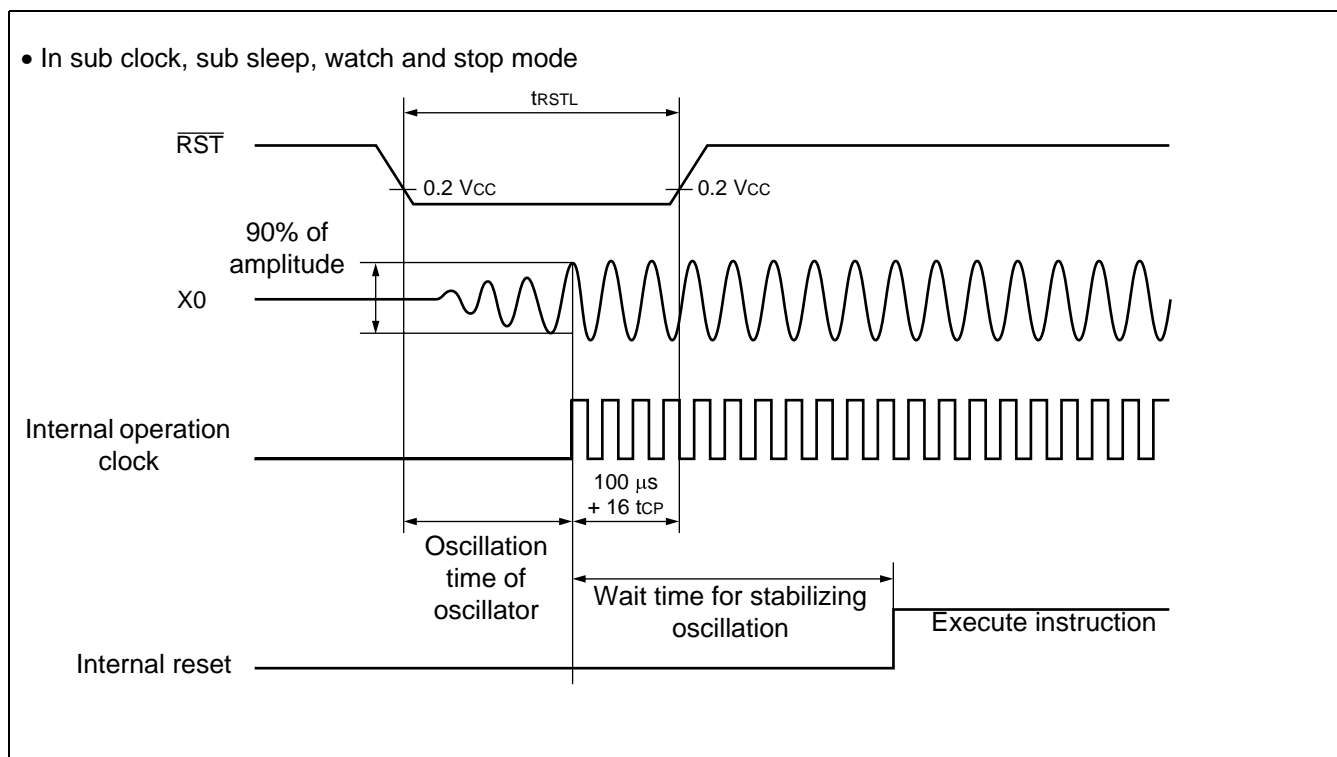 • In sub clock, sub sleep, watch and stop mode
tRSTL
RST
0.2 VCC
0.2 VCC
90% of
amplitude
X0
Internal operation
clock
100 μs
+ 16 tCP
Oscillation
time of
oscillator
Wait time for stabilizing
oscillation
Execute instruction
Internal reset